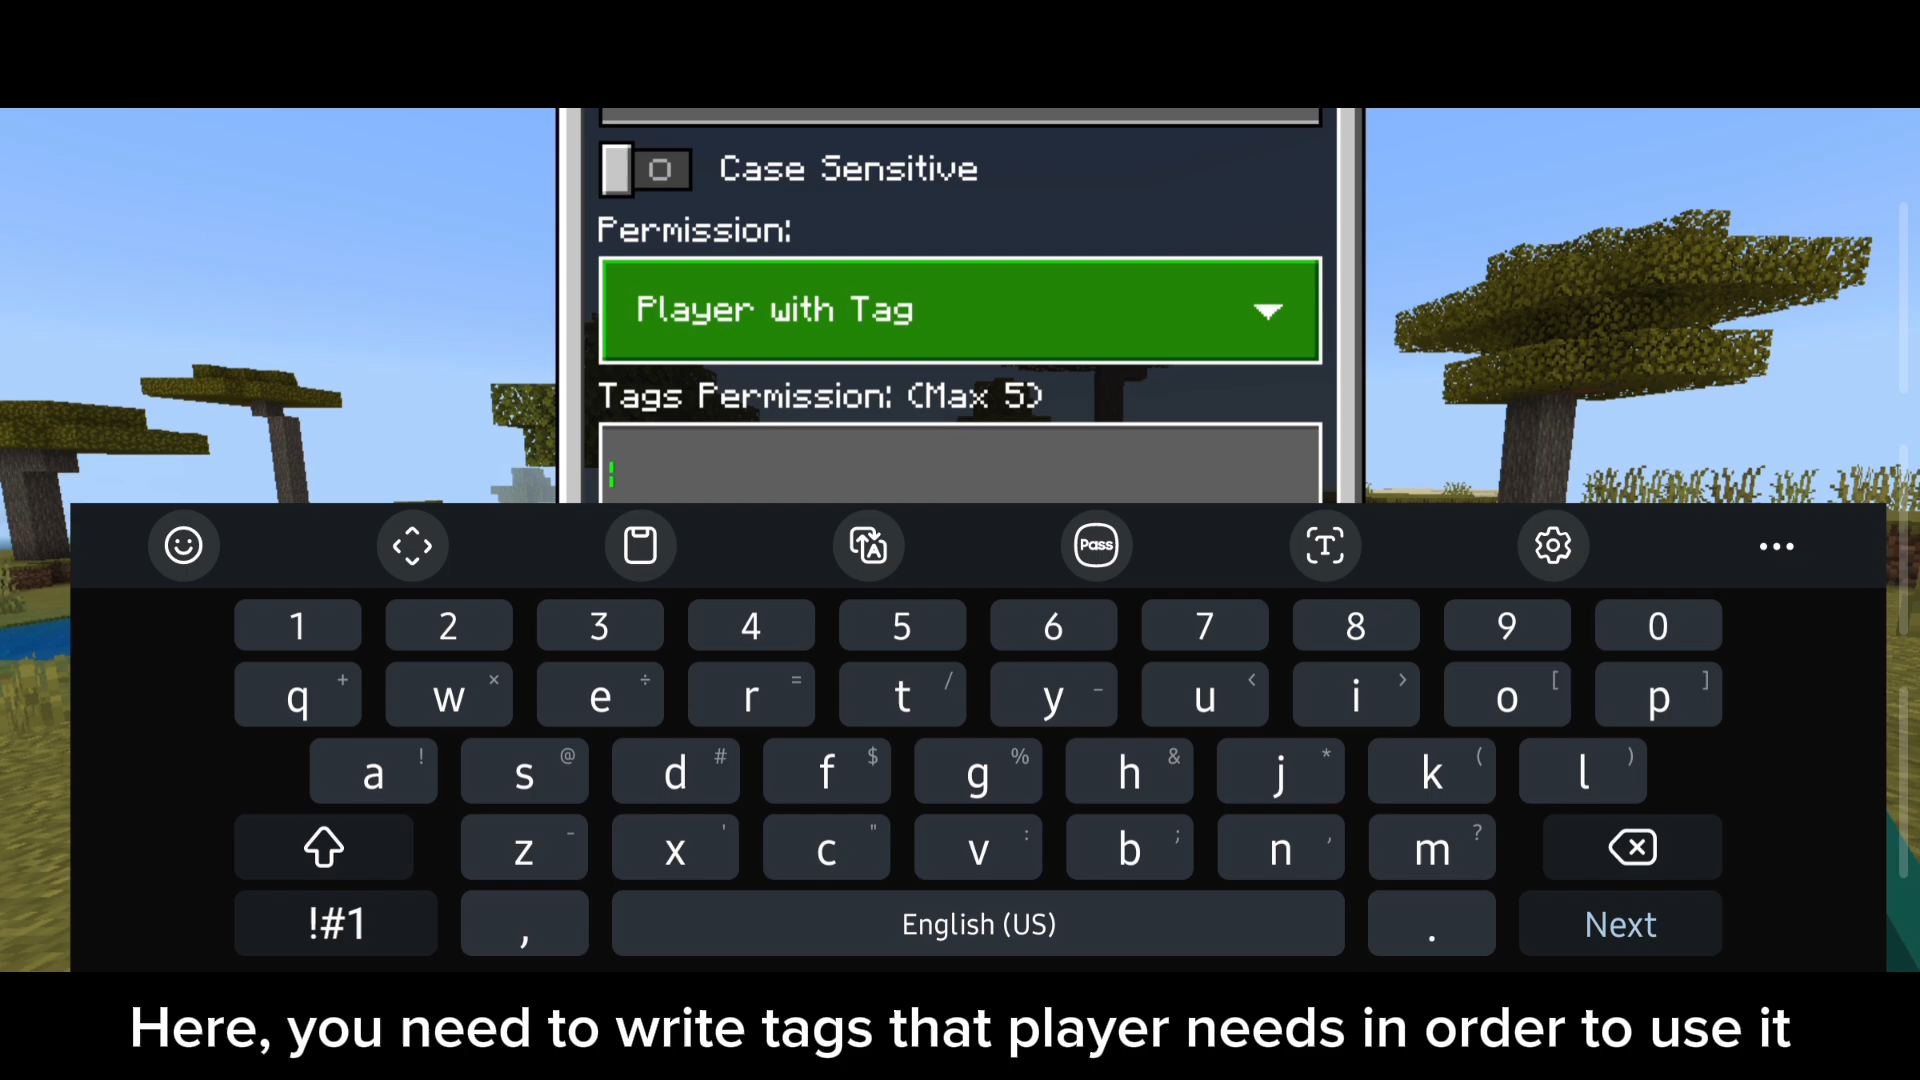 Case Sensitive
Permission:
Player with Tag
Tags Permission: (Max 5)
Pass
T
...
1 2 3 4 5 6 7 8 9 0
q + w × e ÷ r = t / y _ u < i > o [ p ]
a ! s @ d # f $ g % h & j * k ( l )
z - x ' c " v : b ; n , m ?
!#1 , English (US) . Next
Here, you need to write tags that player needs in order to use it